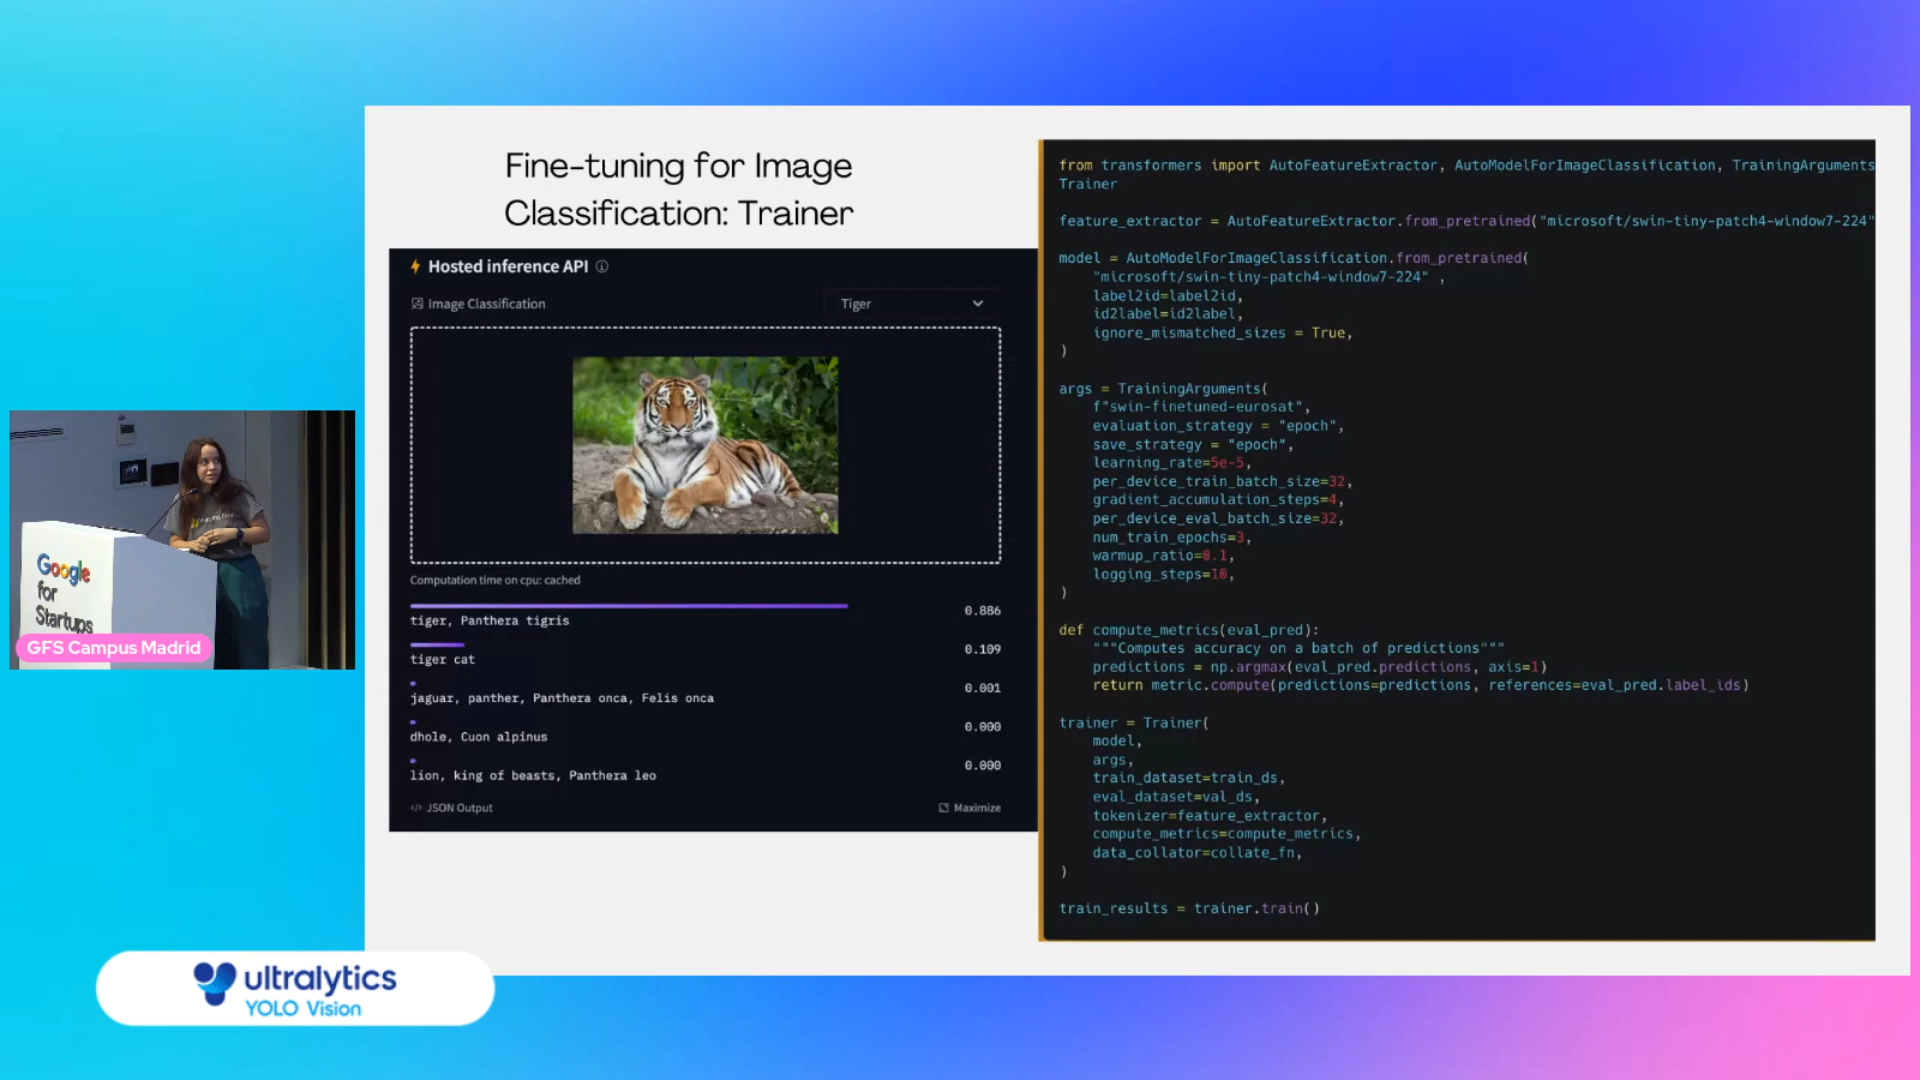 Fine-tuning for Image
Classification: Trainer
Hosted inference API
Image Classification
Tiger
Computation time on cpu: cached
tiger, Panthera tigris
0.886
tiger cat
0.109
jaguar, panther, Panthera onca, Felis onca
0.001
dhole, Cuon alpinus
0.000
lion, king of beasts, Panthera leo
0.000
</> JSON Output
Maximize
from transformers import AutoFeatureExtractor, AutoModelForImageClassification, TrainingArguments
Trainer
feature_extractor = AutoFeatureExtractor.from_pretrained("microsoft/swin-tiny-patch4-window7-224"
model = AutoModelForImageClassification.from_pretrained(
"microsoft/swin-tiny-patch4-window7-224" ,
label2id=label2id,
id2label=id2label,
ignore_mismatched_sizes = True,
)
args = TrainingArguments(
f"swin-finetuned-eurosat",
evaluation_strategy = "epoch",
save_strategy = "epoch",
learning_rate=5e-5,
per_device_train_batch_size=32,
gradient_accumulation_steps=4,
per_device_eval_batch_size=32,
num_train_epochs=3,
warmup_ratio=0.1,
logging_steps=10,
)
def compute_metrics(eval_pred):
"""Computes accuracy on a batch of predictions"""
predictions = np.argmax(eval_pred.predictions, axis=1)
return metric.compute(predictions=predictions, references=eval_pred.label_ids)
trainer = Trainer(
model,
args,
train_dataset=train_ds,
eval_dataset=val_ds,
tokenizer=feature_extractor,
compute_metrics=compute_metrics,
data_collator=collate_fn,
)
train_results = trainer.train()
Google
for
Startups
GFS Campus Madrid
ultralytics
YOLO Vision